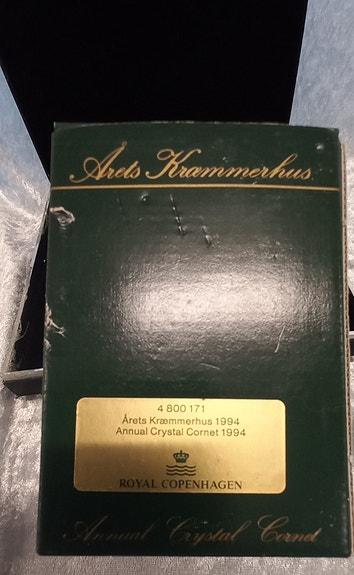 Årets Kræmmerhus
4 800 171
Årets Kræmmerhus 1994
Annual Crystal Cornet 1994
ROYAL COPENHAGEN
Annual Crystal Cornet